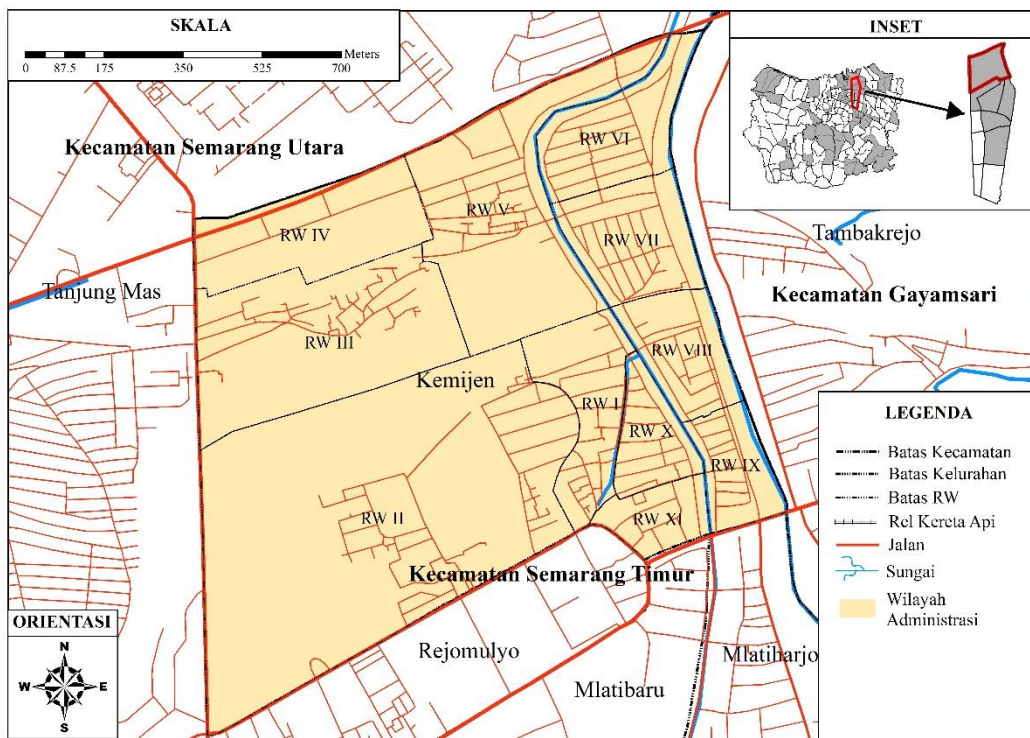 SKALA
Meters
0 87.5 175 350 525 700
INSET
Kecamatan Semarang Utara
RW VI
RW V
RW IV
RW VII
Tambakrejo
Tanjung Mas
Kecamatan Gayamsari
RW III
RW VIII
Kemijen
RW I
RW X
RW IX
RW II
RW XI
Kecamatan Semarang Timur
Rejomulyo
Mlatibaru
Mlatiharjo
LEGENDA
Batas Kecamatan
Batas Kelurahan
Batas RW
Rel Kereta Api
Jalan
Sungai
Wilayah
Administrasi
ORIENTASI
N
W E
S